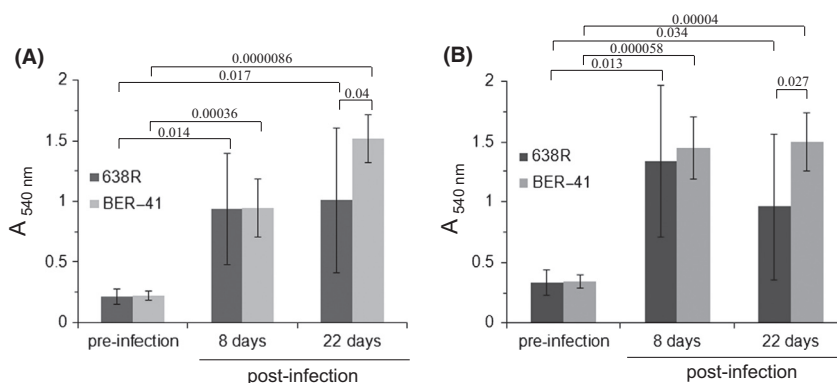 (A)
0.0000086
0.017
0.00036
0.014
0.04
2
1.5
1
0.5
0
A 540 nm
638R
BER–41
pre-infection
8 days
22 days
post-infection
(B)
0.00004
0.034
0.000058
0.013
0.027
2
1.5
1
0.5
0
A 540 nm
638R
BER–41
pre-infection
8 days
22 days
post-infection